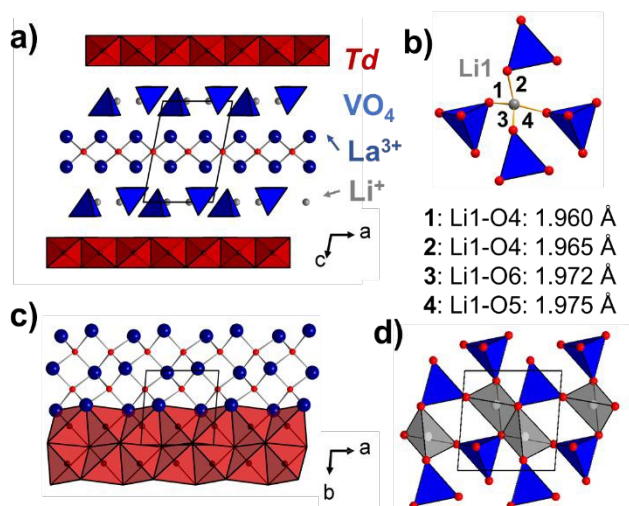 a)
Td
VO4
La3+
Li+
a
c
b)
Li1
1
2
3
4
1: Li1-O4: 1.960 Å
2: Li1-O4: 1.965 Å
3: Li1-O6: 1.972 Å
4: Li1-O5: 1.975 Å
c)
a
b
d)